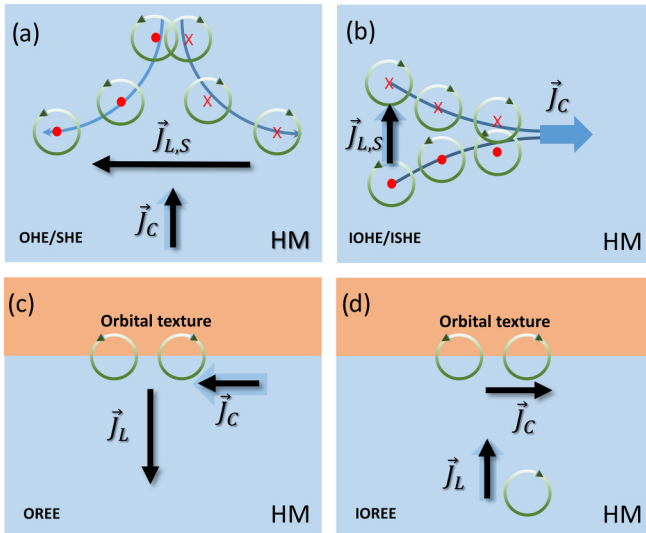 (a)
x
x
x
J⃗L,S
J⃗C
OHE/SHE
HM
(b)
x
x
x
J⃗L,S
J⃗C
IOHE/ISHE
HM
(c)
Orbital texture
J⃗L
J⃗C
OREE
HM
(d)
Orbital texture
J⃗C
J⃗L
IOREE
HM